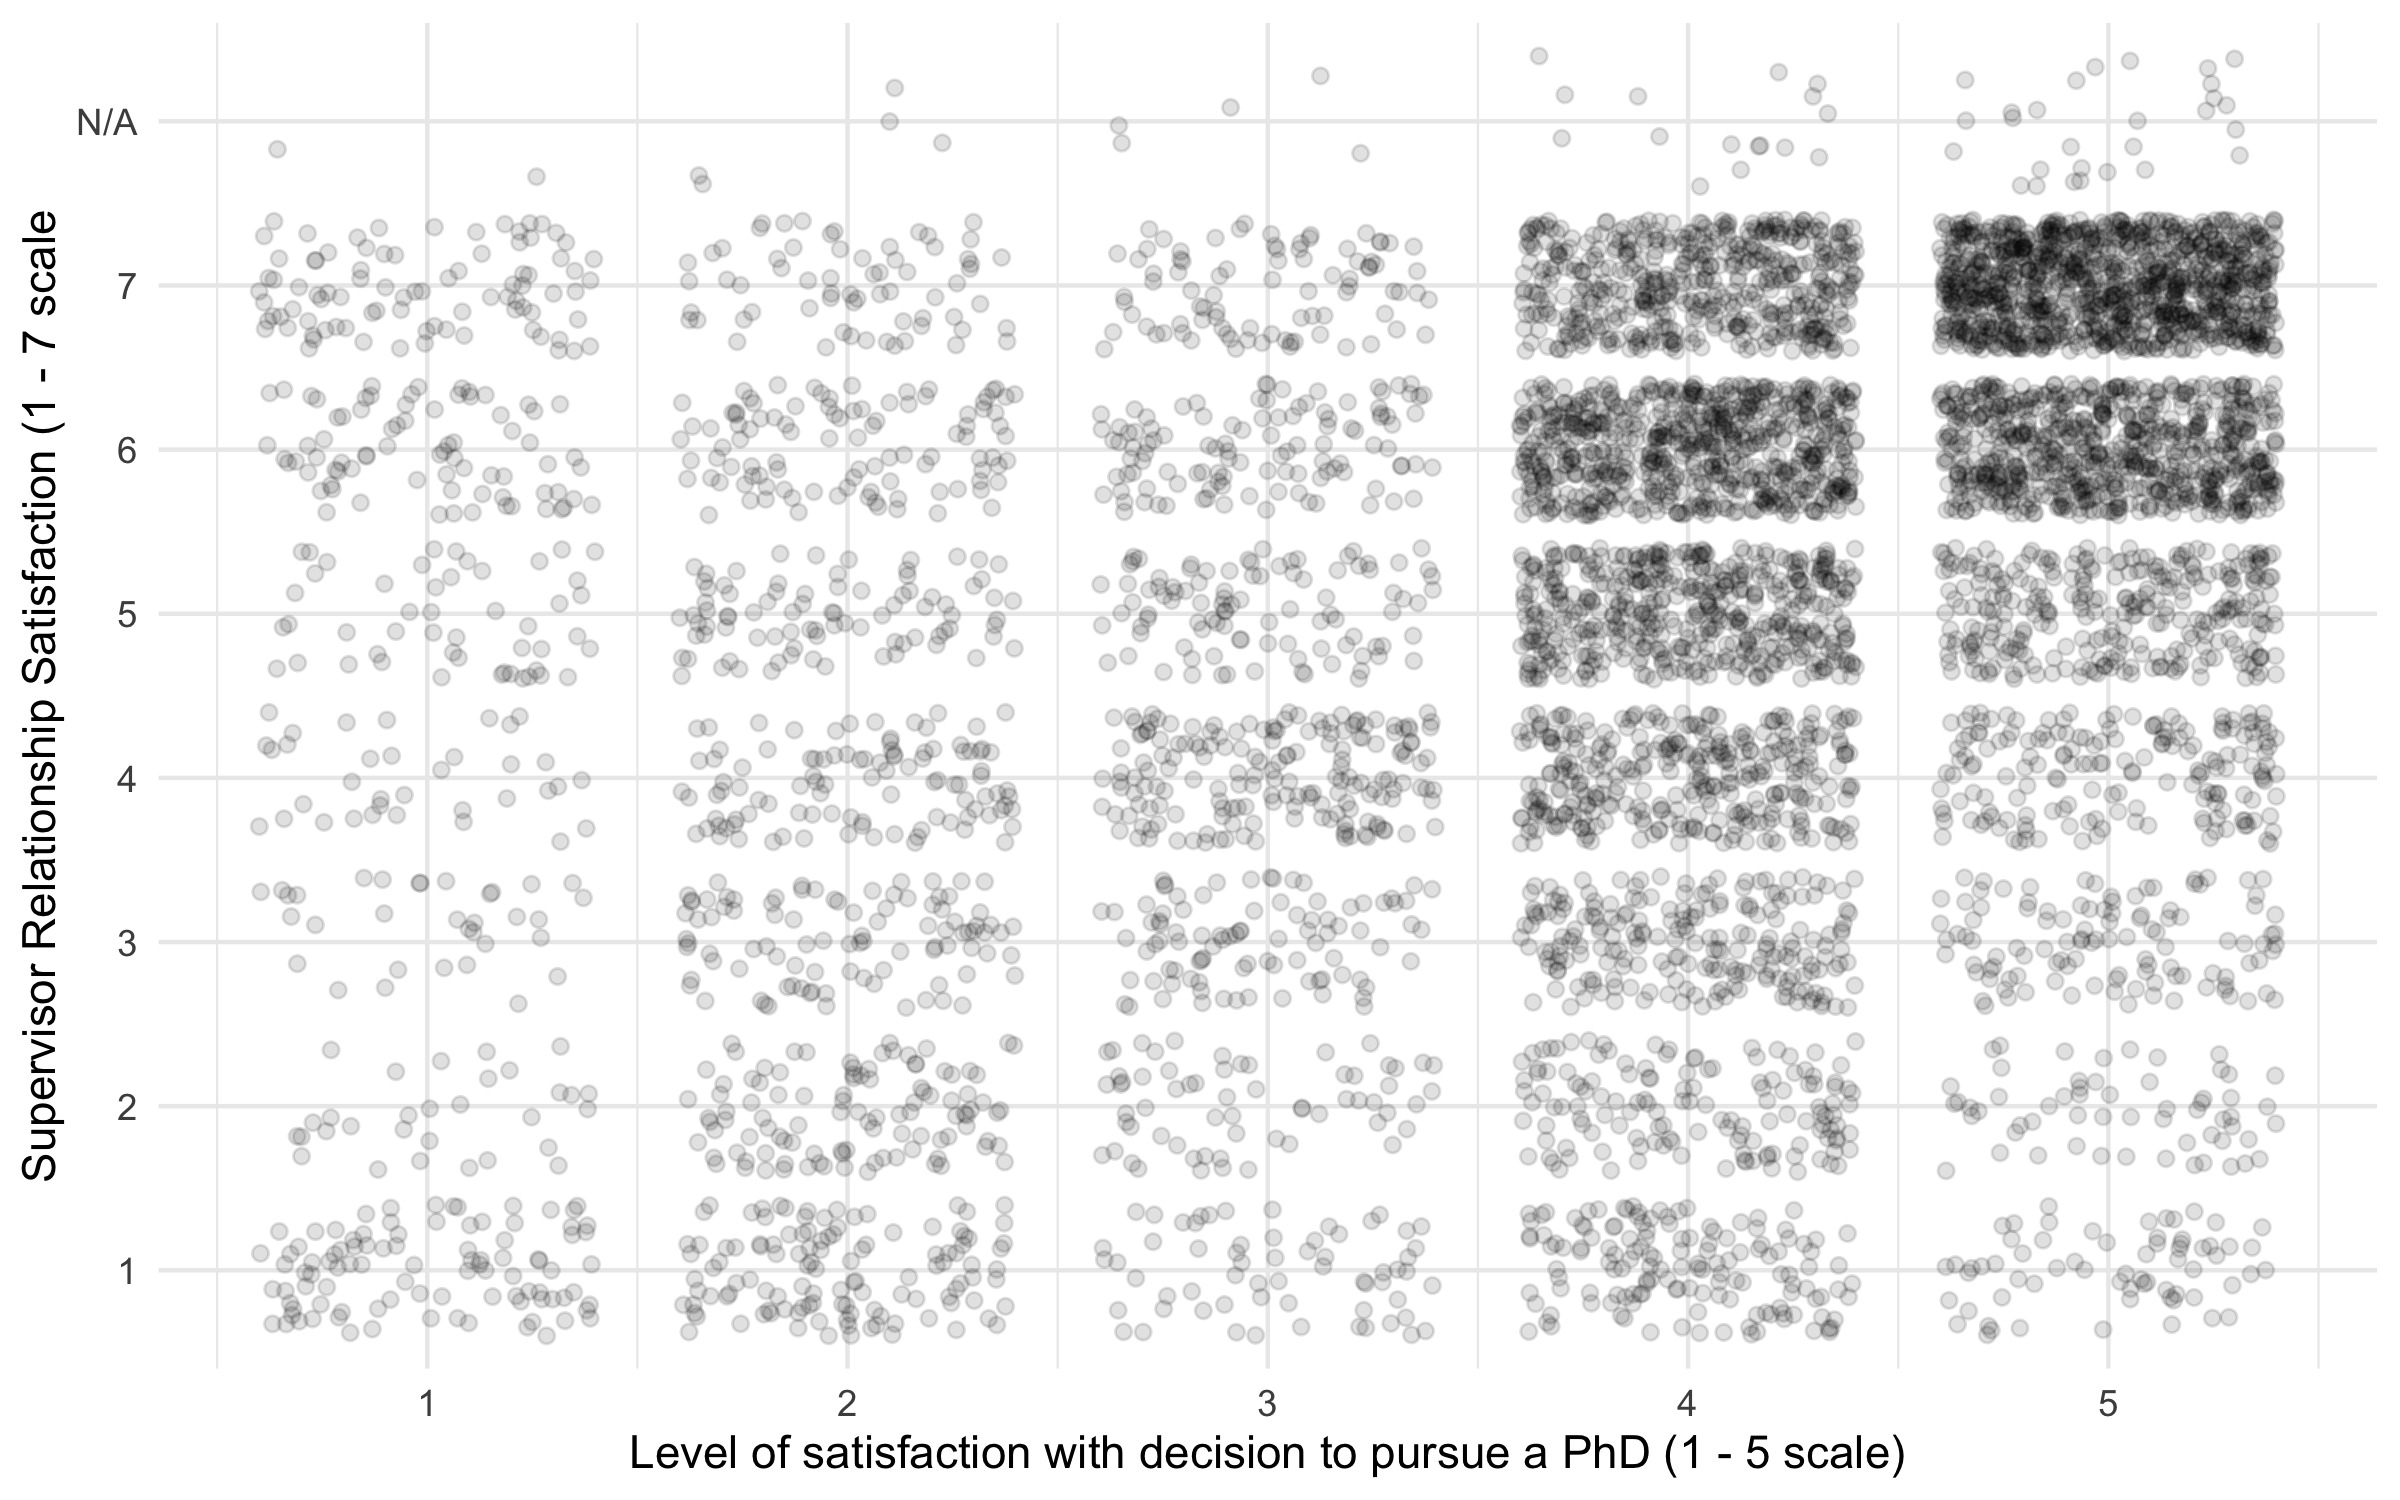 Supervisor Relationship Satisfaction (1 - 7 scale
N/A
7
6
5
4
3
2
1
1 2 3 4 5
Level of satisfaction with decision to pursue a PhD (1 - 5 scale)